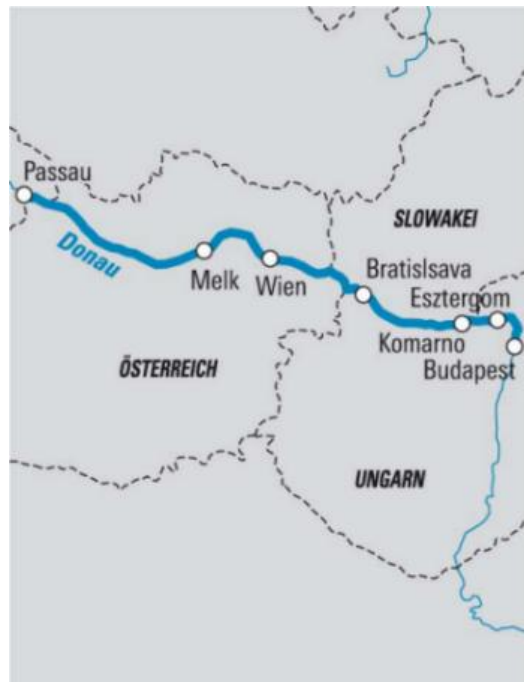 Passau
Donau
SLOWAKEI
Melk
Wien
Bratislsava
Esztergom
Komarno
Budapest
ÖSTERREICH
UNGARN